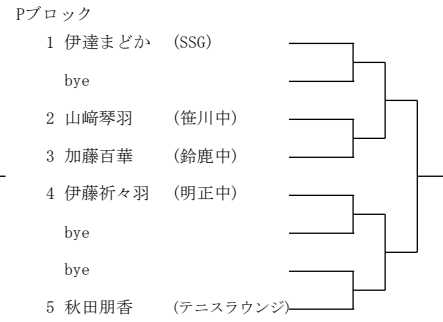 Pブロック
1 伊達まどか (SSG)
bye
2 山﨑琴羽 (笹川中)
3 加藤百華 (鈴鹿中)
4 伊藤祈々羽 (明正中)
bye
bye
5 秋田朋香 (テニスラウンジ)